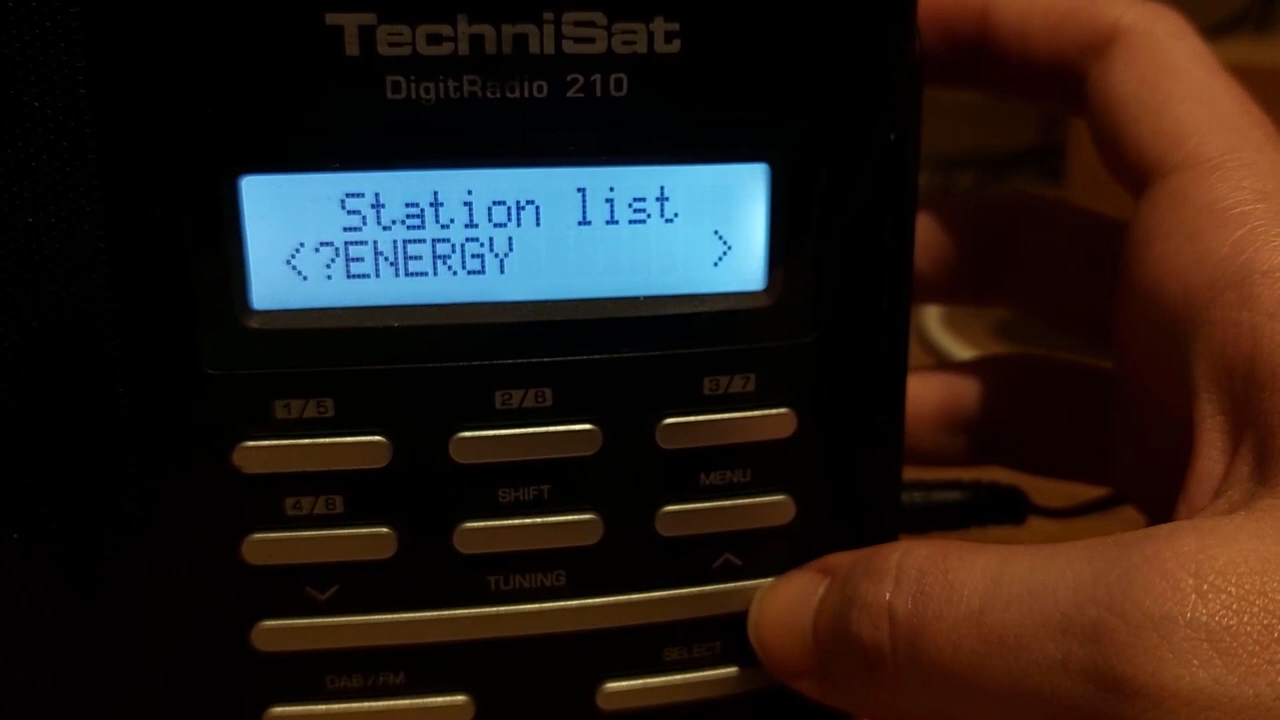 TechniSat
DigitRadio 210
Station list
<?ENERGY >
1/5 2/6 3/7
4/8 SHIFT MENU
TUNING
DAB/FM SELECT